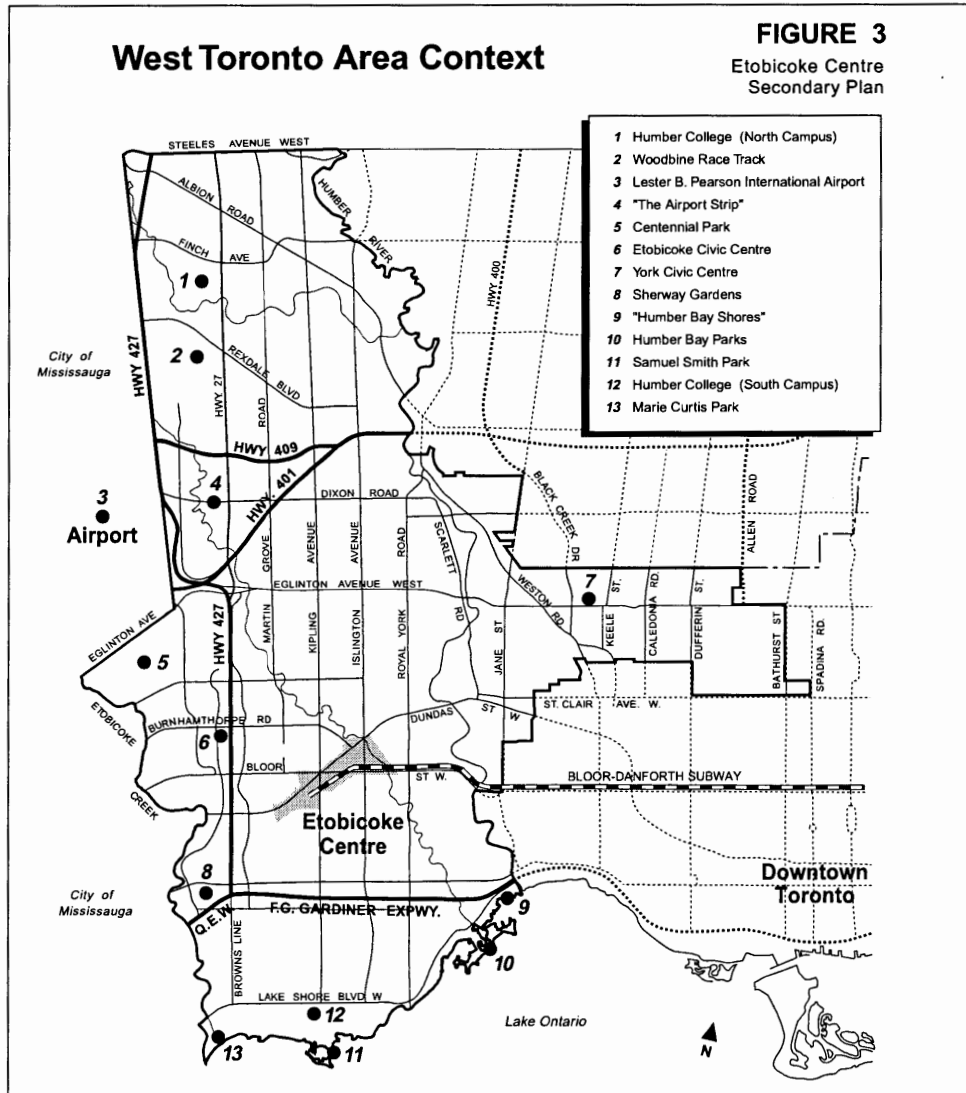 FIGURE 3
West Toronto Area Context
Etobicoke Centre
Secondary Plan
1 Humber College (North Campus)
2 Woodbine Race Track
3 Lester B. Pearson International Airport
4 "The Airport Strip"
5 Centennial Park
6 Etobicoke Civic Centre
7 York Civic Centre
8 Sherway Gardens
9 "Humber Bay Shores"
10 Humber Bay Parks
11 Samuel Smith Park
12 Humber College (South Campus)
13 Marie Curtis Park
STEELES AVENUE WEST
ALBION ROAD
HUMBER RIVER
FINCH AVE
HWY 400
1
2
City of
Mississauga
HWY 427
REXDALE BLVD
HWY 27
HWY 409
HWY. 401
3
Airport
4
DIXON ROAD
BLACK CREEK DR
ALLEN ROAD
MARTIN GROVE ROAD
KIPLING AVENUE
ISLINGTON AVENUE
ROYAL YORK ROAD
SCARLETT RD
WESTON RD.
EGLINTON AVENUE WEST
7
KEELE ST.
CALEDONIA RD.
DUFFERIN ST.
BATHURST ST
SPADINA RD.
JANE ST
EGLINTON AVE
HWY 427
5
ETOBICOKE CREEK
BURNHAMTHORPE RD
6
DUNDAS ST W
ST. CLAIR AVE. W.
BLOOR ST W.
BLOOR-DANFORTH SUBWAY
Etobicoke
Centre
Downtown
Toronto
8
City of
Mississauga
Q.E.W.
F.G. GARDINER EXPWY.
9
10
BROWNS LINE
LAKE SHORE BLVD W
12
Lake Ontario
13
11
N